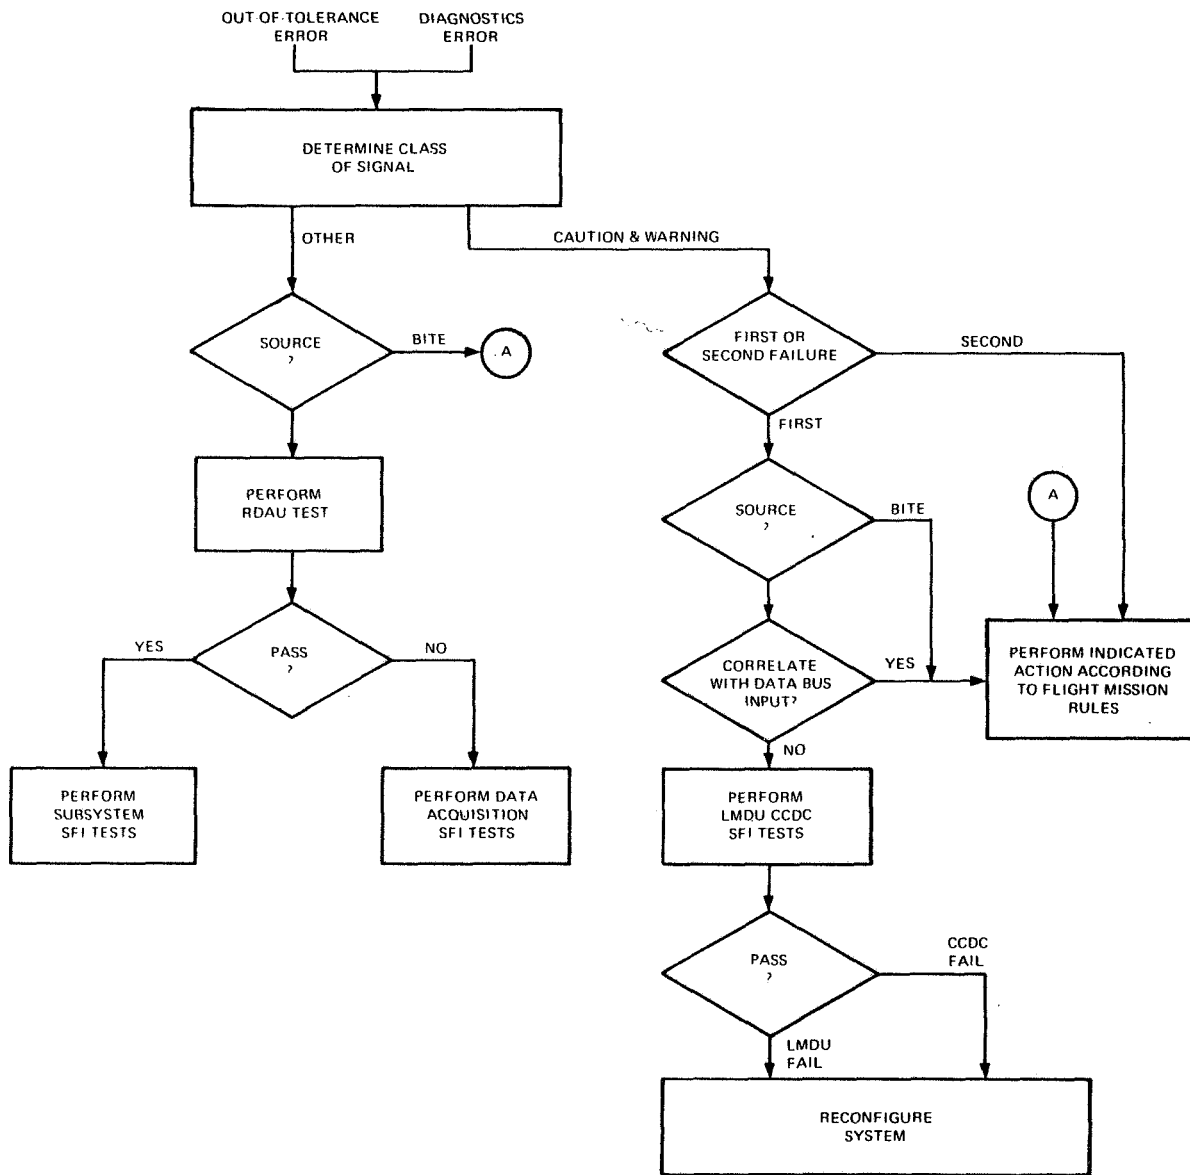 OUT-OF-TOLERANCE
ERROR
DIAGNOSTICS
ERROR
DETERMINE CLASS
OF SIGNAL
OTHER
CAUTION & WARNING
SOURCE
?
BITE
A
FIRST OR
SECOND FAILURE
SECOND
FIRST
PERFORM
RDAU TEST
SOURCE
?
BITE
A
PASS
?
YES
NO
CORRELATE
WITH DATA BUS
INPUT?
YES
PERFORM INDICATED
ACTION ACCORDING
TO FLIGHT MISSION
RULES
NO
PERFORM
SUBSYSTEM
SFI TESTS
PERFORM DATA
ACQUISITION
SFI TESTS
PERFORM
LMDU CCDC
SFI TESTS
PASS
?
CCDC
FAIL
LMDU
FAIL
RECONFIGURE
SYSTEM